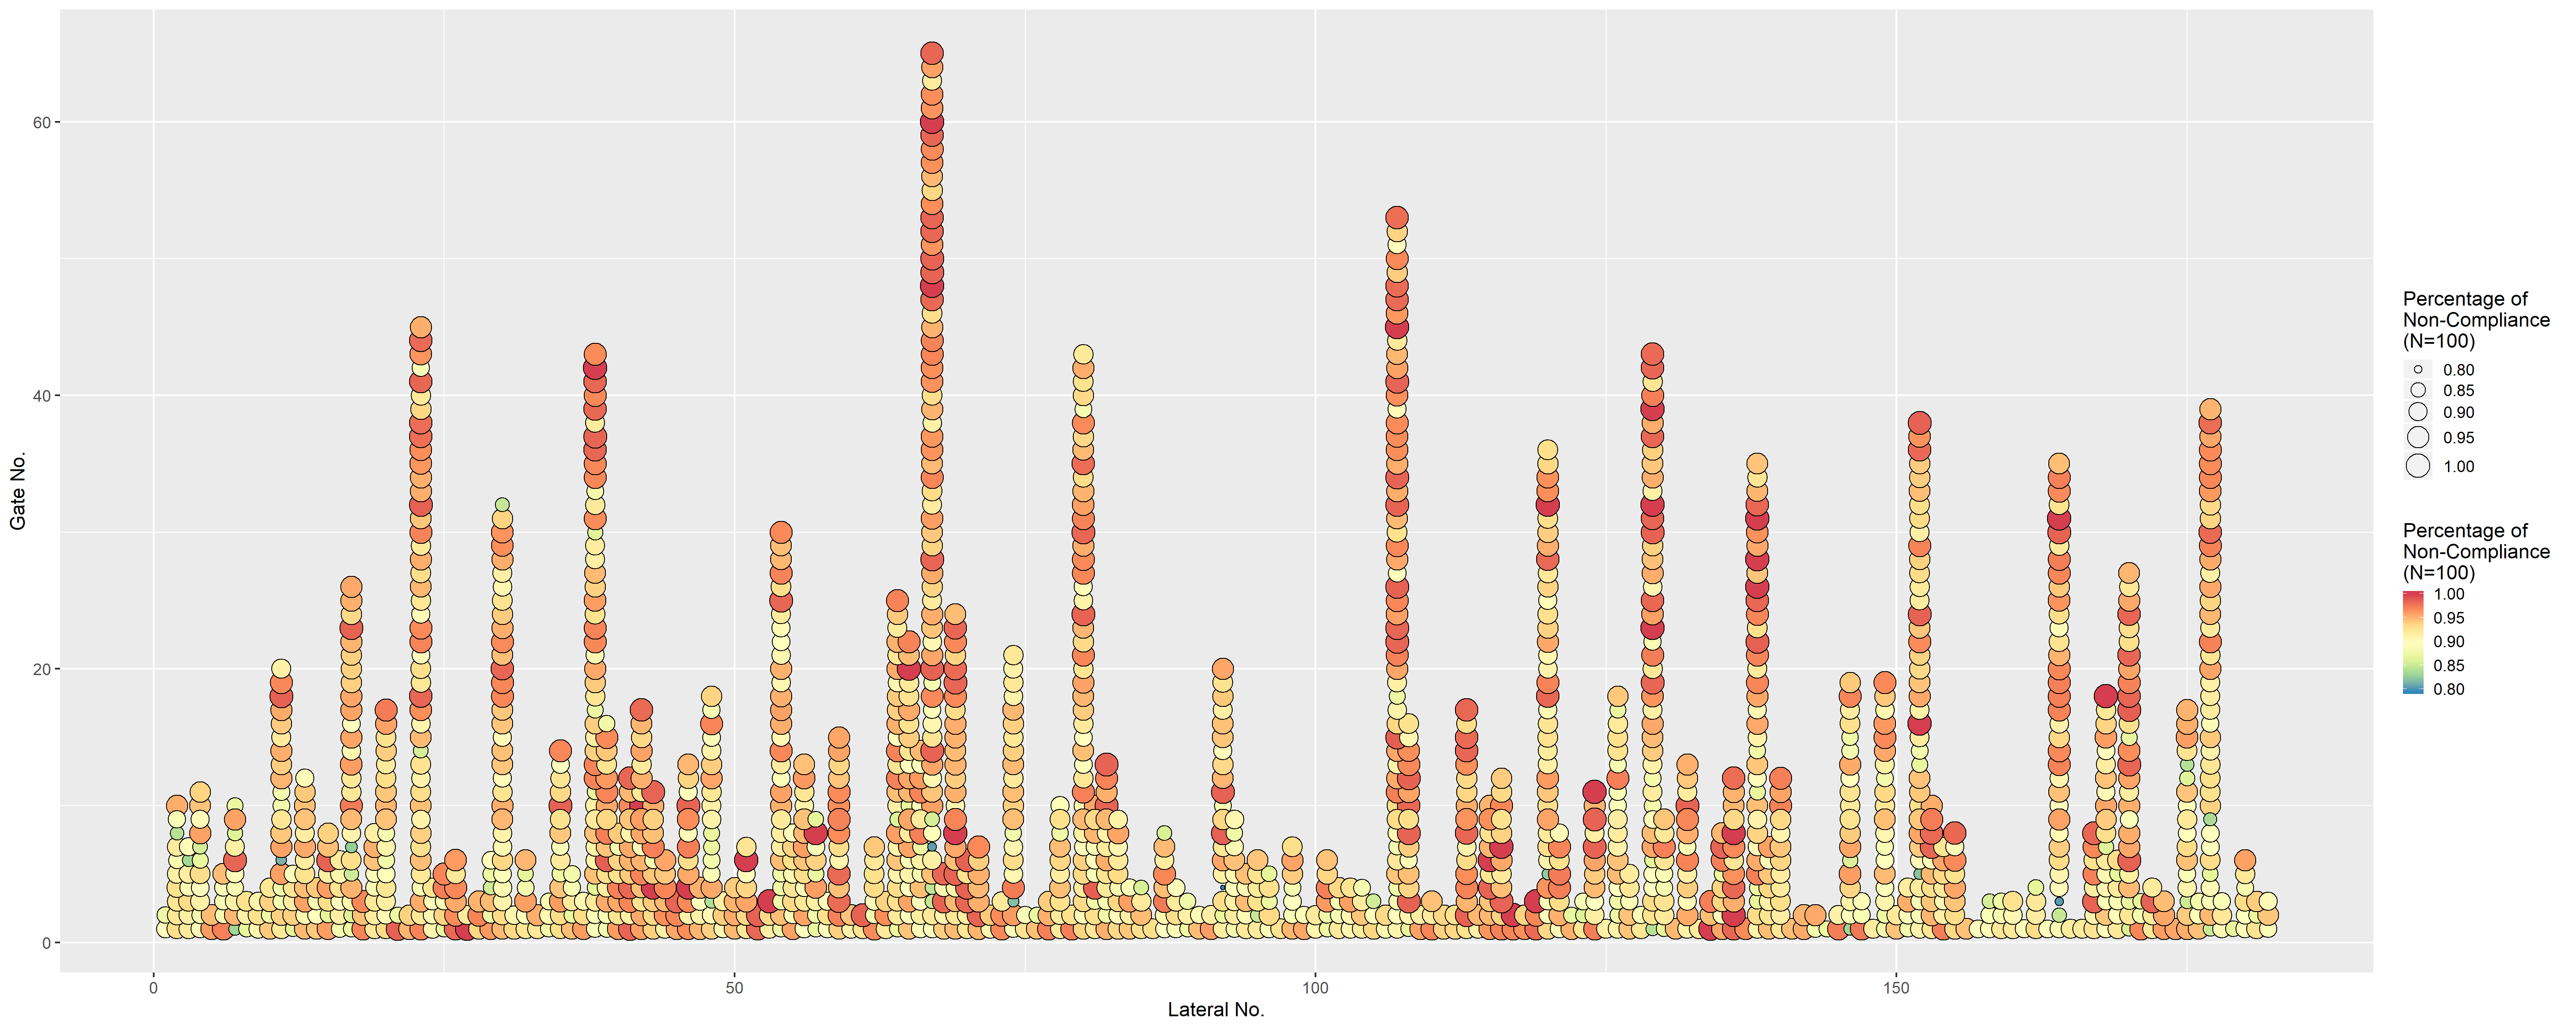 60
40
20
0
Gate No.
0
50
100
150
Lateral No.
Percentage of
Non-Compliance
(N=100)
0.80
0.85
0.90
0.95
1.00
Percentage of
Non-Compliance
(N=100)
1.00
0.95
0.90
0.85
0.80